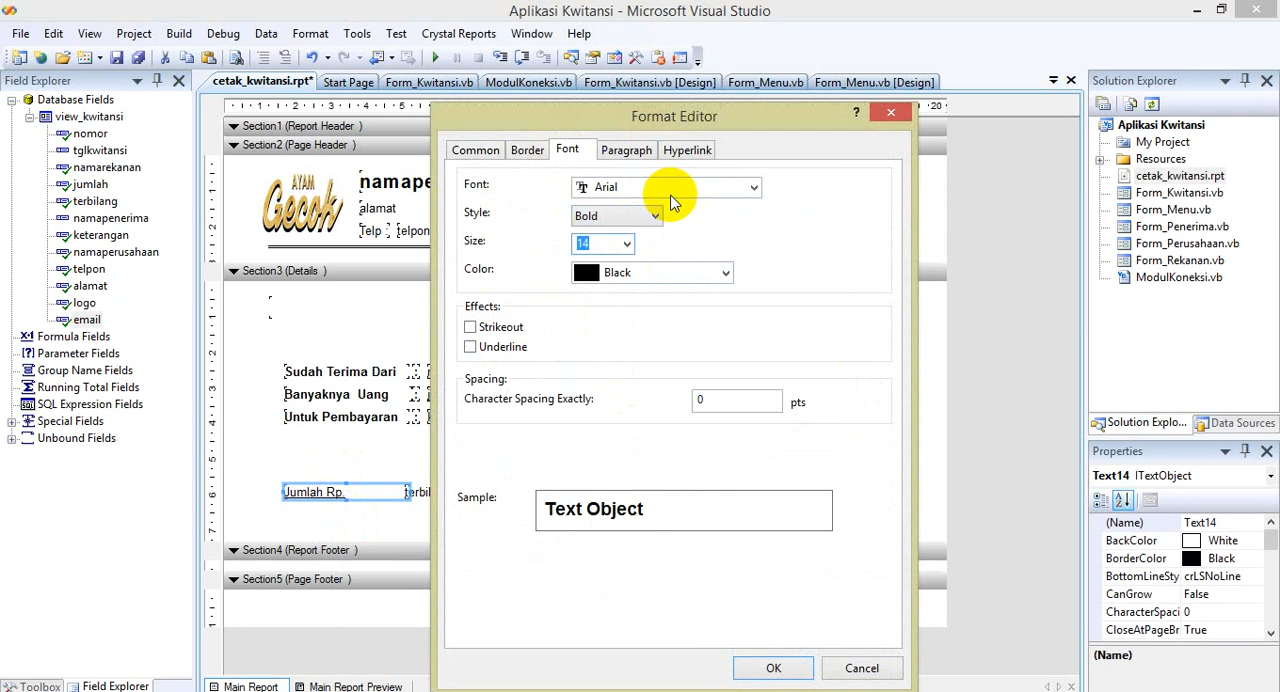 Aplikasi Kwitansi - Microsoft Visual Studio
File Edit View Project Build Debug Data Format Tools Test Crystal Reports Window Help
Field Explorer
cetak_kwitansi.rpt* Start Page Form_Kwitansi.vb ModulKoneksi.vb Form_Kwitansi.vb [Design] Form_Menu.vb Form_Menu.vb [Design]
Solution Explorer
Database Fields
view_kwitansi
nomor
tglkwitansi
namarekanan
jumlah
terbilang
namapenerima
keterangan
namaperusahaan
telpon
alamat
logo
email
Formula Fields
Parameter Fields
Group Name Fields
Running Total Fields
SQL Expression Fields
Special Fields
Unbound Fields
Toolbox Field Explorer
Section1 (Report Header )
Section2 (Page Header )
AYAM
Gecok
namape
alamat
Telp : telpon
Section3 (Details )
Sudah Terima Dari :
Banyaknya Uang :
Untuk Pembayaran :
Jumlah Rp. terbil
Section4 (Report Footer )
Section5 (Page Footer )
Main Report Main Report Preview
Format Editor
Common Border Font Paragraph Hyperlink
Font: Arial
Style: Bold
Size: 14
Color: Black
Effects:
Strikeout
Underline
Spacing:
Character Spacing Exactly: 0 pts
Sample: Text Object
OK Cancel
Aplikasi Kwitansi
My Project
Resources
cetak_kwitansi.rpt
Form_Kwitansi.vb
Form_Menu.vb
Form_Penerima.vb
Form_Perusahaan.vb
Form_Rekanan.vb
ModulKoneksi.vb
Solution Explo... Data Sources
Properties
Text14 ITextObject
(Name) Text14
BackColor White
BorderColor Black
BottomLineSty crLSNoLine
CanGrow False
CharacterSpaci 0
CloseAtPageBr True
(Name)